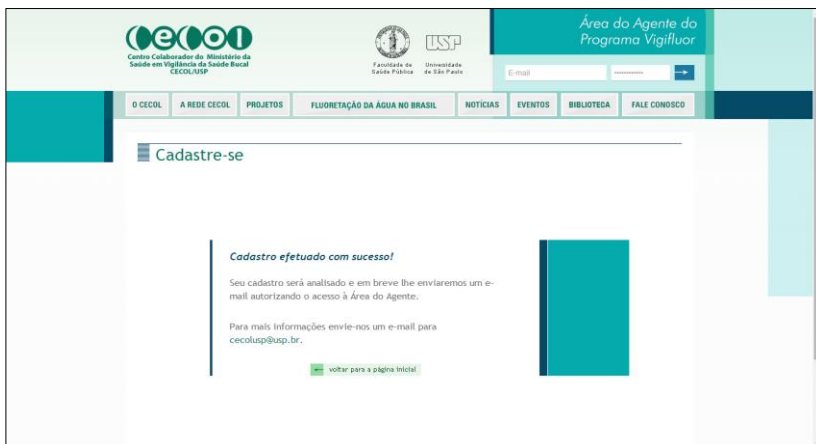 CECOL
Centro Colaborador do Ministério da
Saúde em Vigilância da Saúde Bucal
CECOL/USP
Faculdade de
Saúde Pública
USP
Universidade
de São Paulo
Área do Agente do
Programa Vigifluor
E-mail
O CECOL
A REDE CECOL
PROJETOS
FLUORETAÇÃO DA ÁGUA NO BRASIL
NOTÍCIAS
EVENTOS
BIBLIOTECA
FALE CONOSCO
Cadastre-se
Cadastro efetuado com sucesso!
Seu cadastro será analisado e em breve lhe enviaremos um e-
mail autorizando o acesso à Área do Agente.
Para mais informações envie-nos um e-mail para
cecolusp@usp.br.
voltar para a página inicial